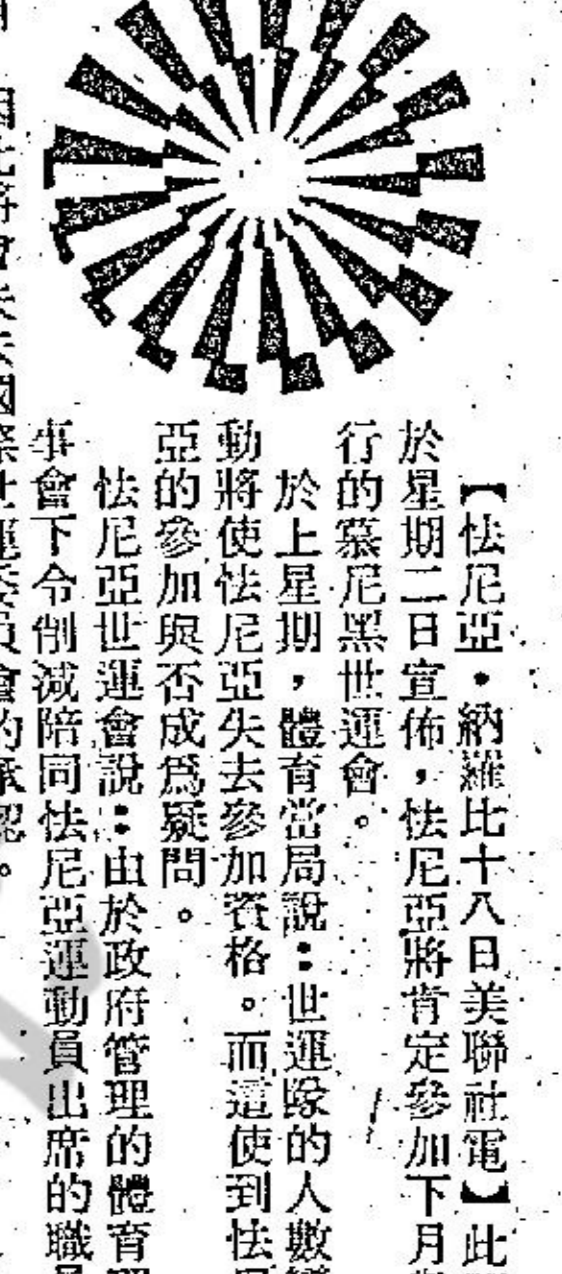 【怯尼亞・納羅比十八日美聯社電】此
於星期二日宣佈，怯尼亞將肯定參加下月
行的慕尼黑世運會。
於上星期，體育當局說：世運隊的人數
動將使怯尼亞失去參加資格。而這使到怯
亞的參加與否成爲疑問。
怯尼亞世運會說：由於政府管理的體育
事會下令削減陪同怯尼亞運動員出席的職
國際世運委員會的承認。